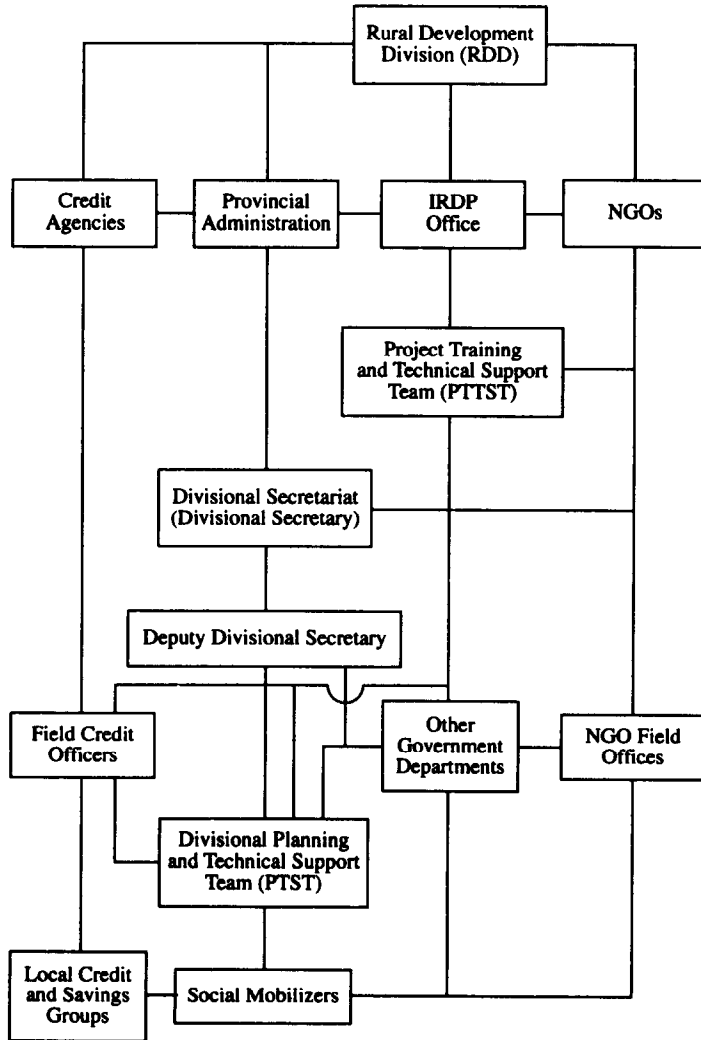 Rural Development
Division (RDD)
Credit
Agencies
Provincial
Administration
IRDP
Office
NGOs
Project Training
and Technical Support
Team (PTTST)
Divisional Secretariat
(Divisional Secretary)
Deputy Divisional Secretary
Field Credit
Officers
Other
Government
Departments
NGO Field
Offices
Divisional Planning
and Technical Support
Team (PTST)
Local Credit
and Savings
Groups
Social Mobilizers